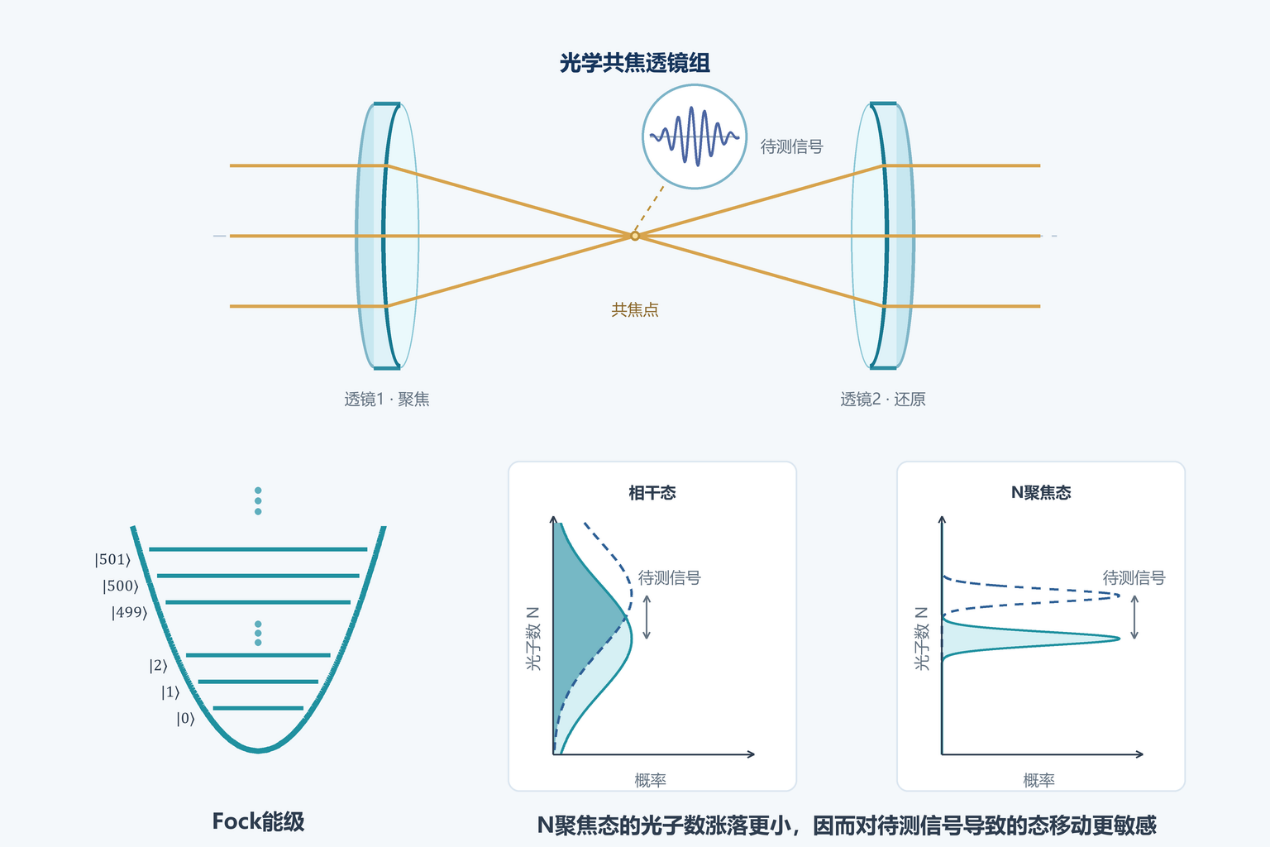 光学共焦透镜组
待测信号
共焦点
透镜1 · 聚焦
透镜2 · 还原
|501⟩
|500⟩
|499⟩
|2⟩
|1⟩
|0⟩
Fock能级
相干态
待测信号
光子数 N
概率
N聚焦态
待测信号
光子数 N
概率
N聚焦态的光子数涨落更小，因而对待测信号导致的态移动更敏感